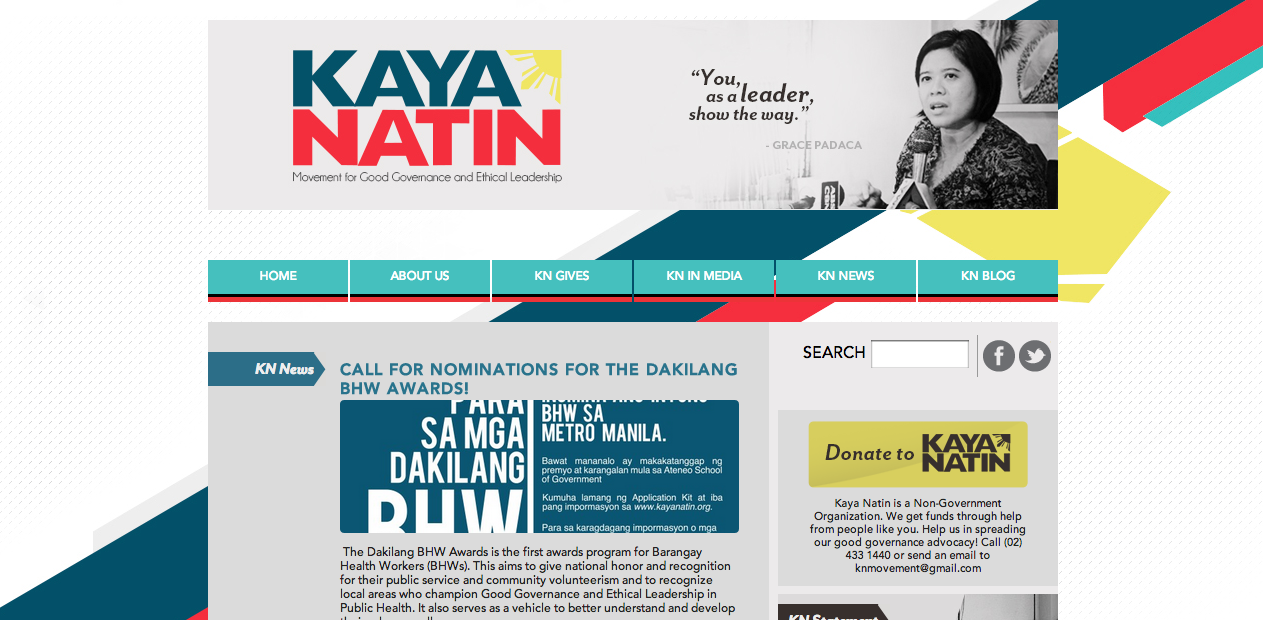 KAYA
NATIN
Movement for Good Governance and Ethical Leadership
“You,
as a leader,
show the way.”
- GRACE PADACA
HOME
ABOUT US
KN GIVES
KN IN MEDIA
KN NEWS
KN BLOG
KN News
CALL FOR NOMINATIONS FOR THE DAKILANG
BHW AWARDS!
PARA
SA MGA
DAKILANG
BHW
BHW SA
METRO MANILA.
Bawat mananalo ay makakatanggap ng
premyo at karangalan mula sa Ateneo School
of Government
Kumuha lamang ng Application Kit at iba
pang impormasyon sa www.kayanatin.org.
Para sa karagdagang impormasyon o mga
The Dakilang BHW Awards is the first awards program for Barangay
Health Workers (BHWs). This aims to give national honor and recognition
for their public service and community volunteerism and to recognize
local areas who champion Good Governance and Ethical Leadership in
Public Health. It also serves as a vehicle to better understand and develop
SEARCH
Donate to KAYA
NATIN
Kaya Natin is a Non-Government
Organization. We get funds through help
from people like you. Help us in spreading
our good governance advocacy! Call (02)
433 1440 or send an email to
knmovement@gmail.com
KN Statement